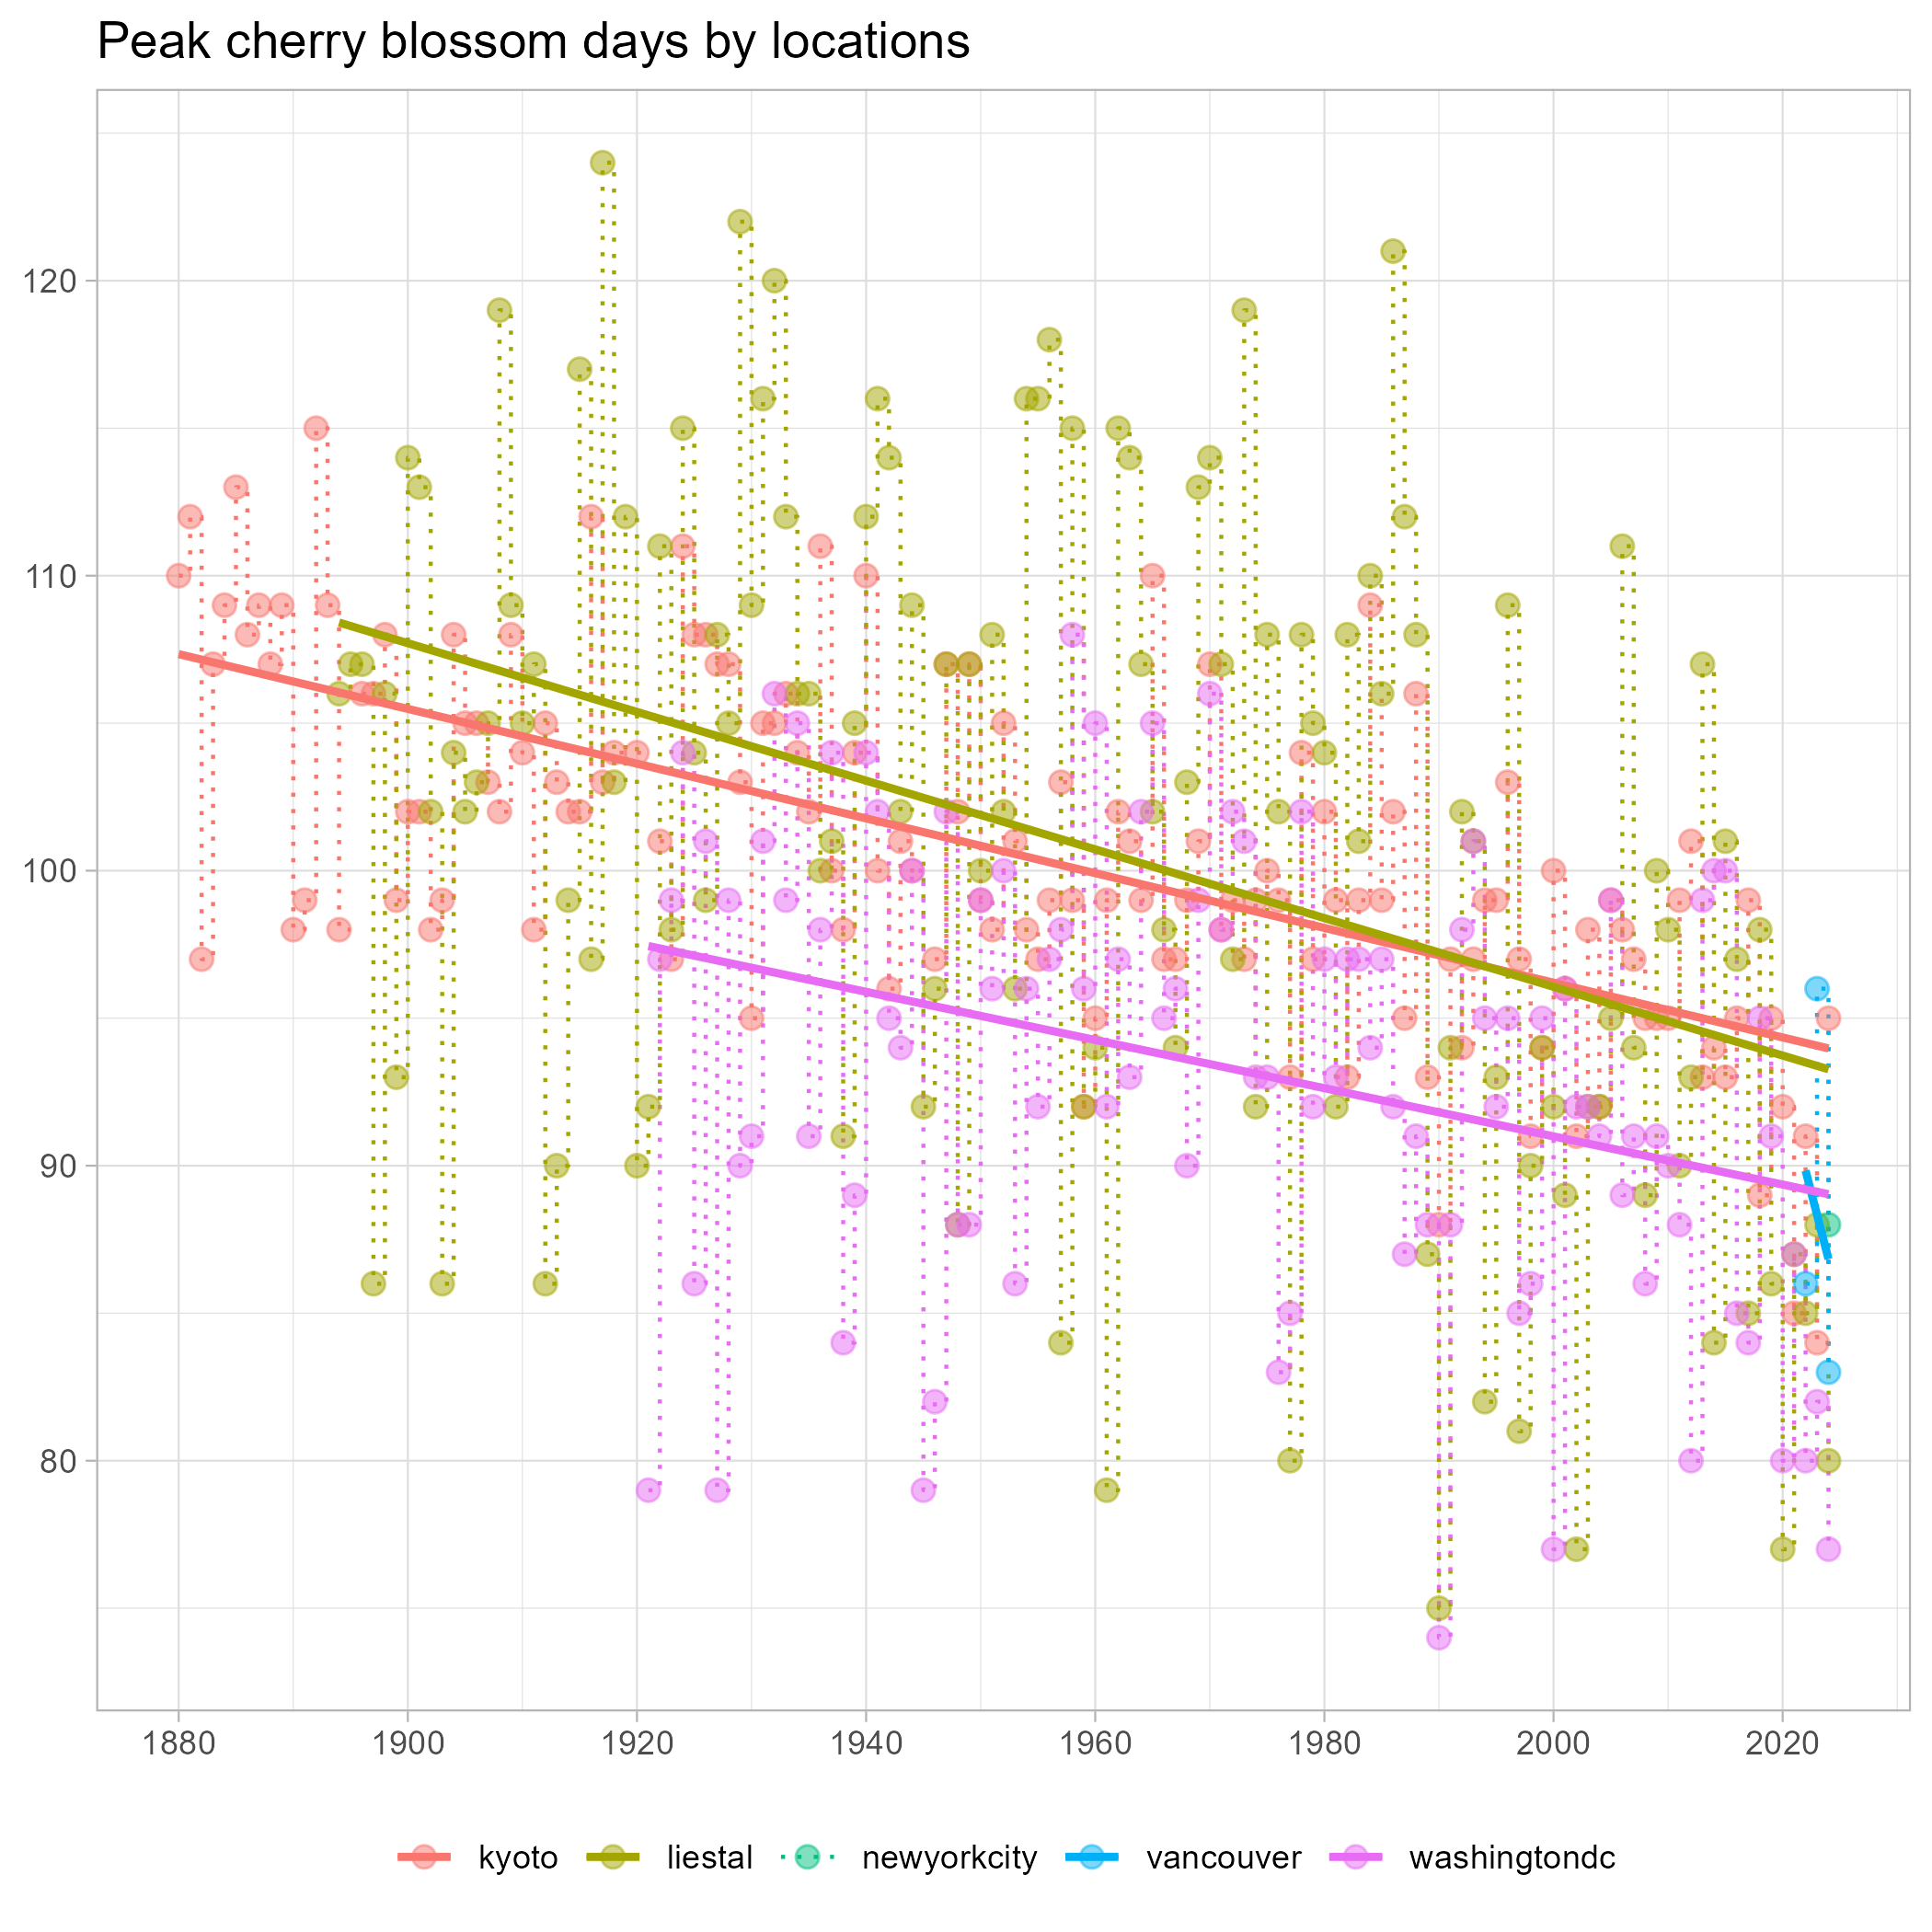 Peak cherry blossom days by locations
120
110
100
90
80
1880 1900 1920 1940 1960 1980 2000 2020
kyoto liestal newyorkcity vancouver washingtondc